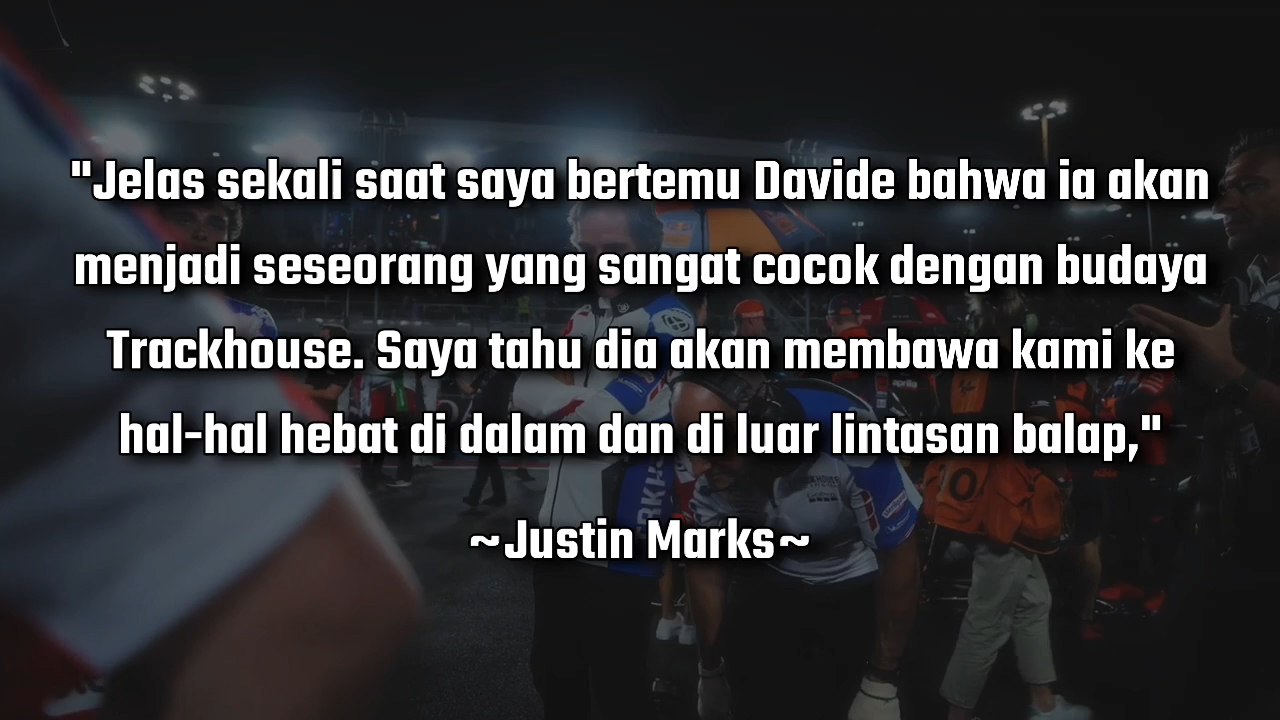 "Jelas sekali saat saya bertemu Davide bahwa ia akan
menjadi seseorang yang sangat cocok dengan budaya
Trackhouse. Saya tahu dia akan membawa kami ke
hal-hal hebat di dalam dan di luar lintasan balap,"
~Justin Marks~
aprilia